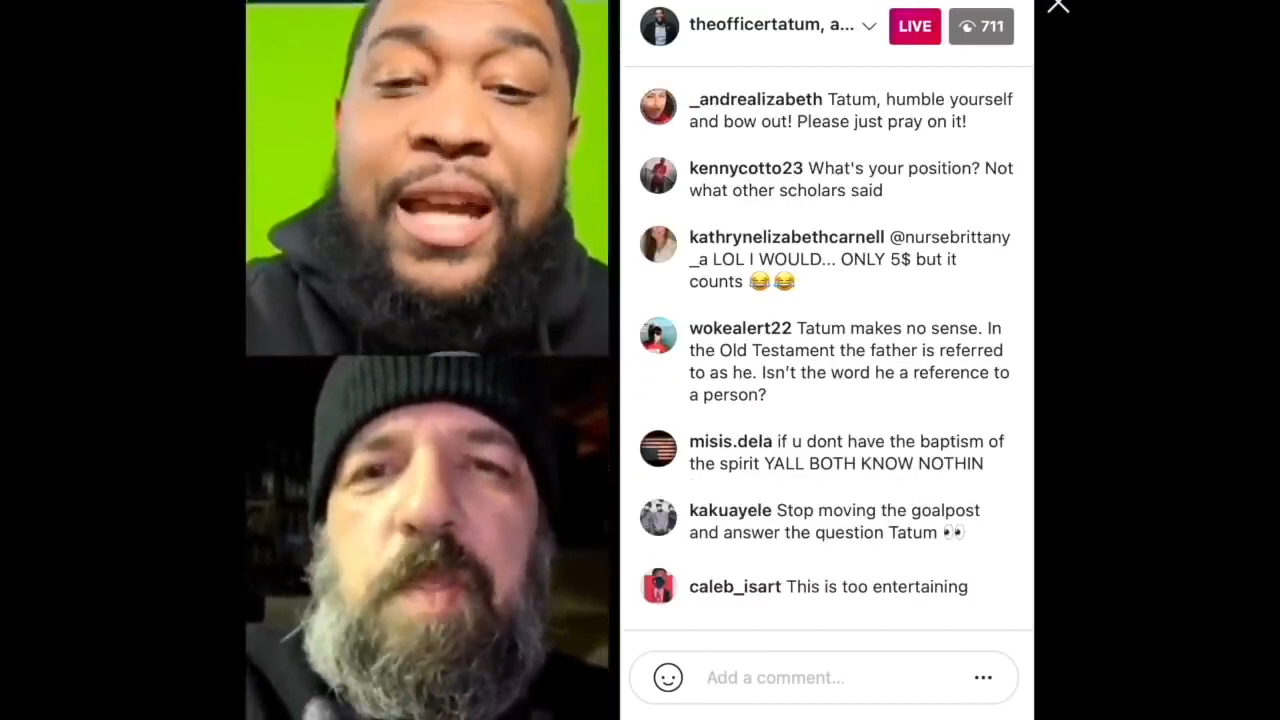 theofficertatum, a...
LIVE
711
_andrealizabeth Tatum, humble yourself
and bow out! Please just pray on it!
kennycotto23 What's your position? Not
what other scholars said
kathrynelizabethcarnell @nursebrittany
_a LOL I WOULD... ONLY 5$ but it
counts 😂😂
wokealert22 Tatum makes no sense. In
the Old Testament the father is referred
to as he. Isn’t the word he a reference to
a person?
misis.dela if u dont have the baptism of
the spirit YALL BOTH KNOW NOTHIN
kakuayele Stop moving the goalpost
and answer the question Tatum 👀
caleb_isart This is too entertaining
Add a comment...